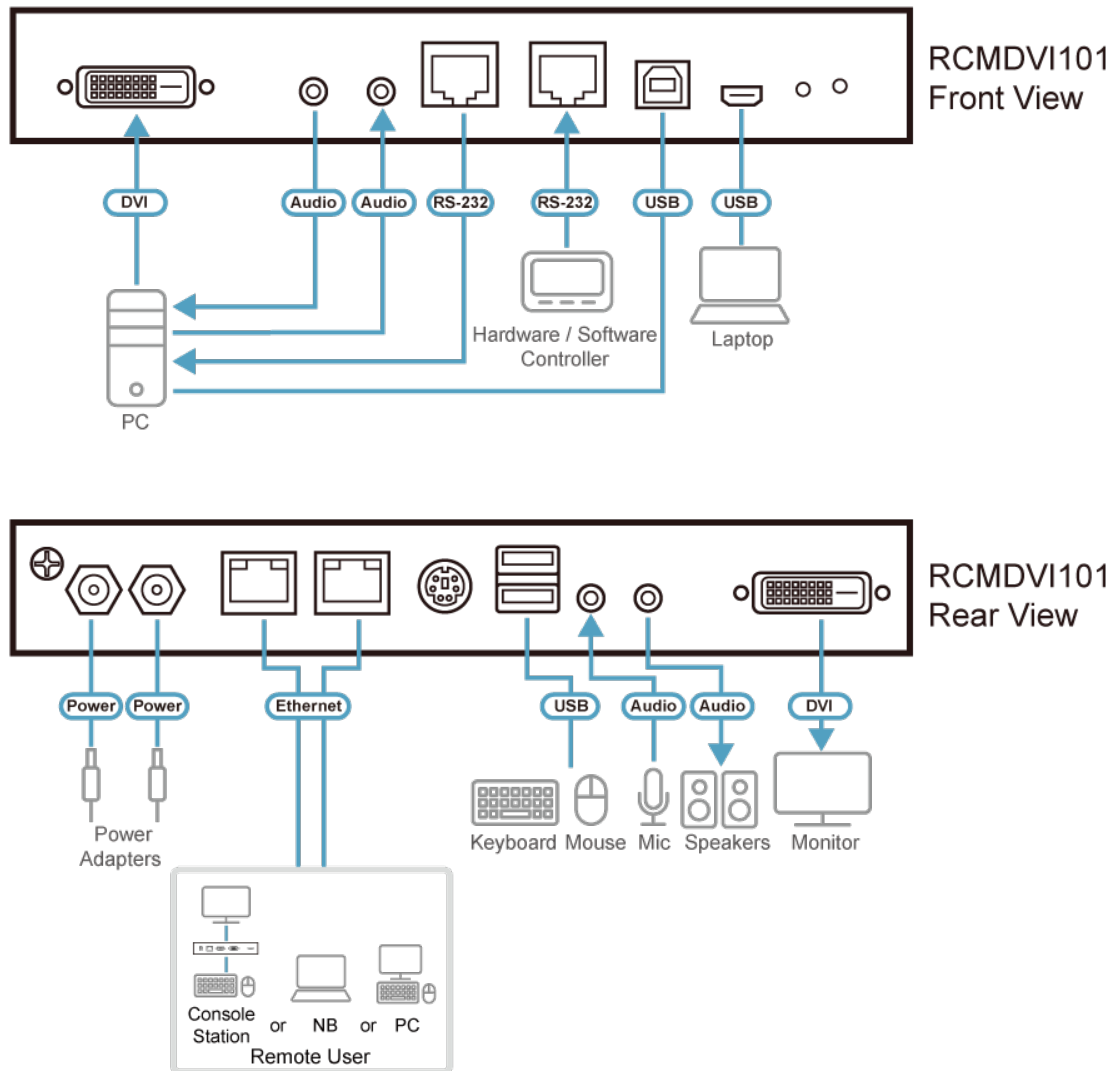 RCMDVI101
Front View
DVI
Audio
Audio
RS-232
RS-232
USB
USB
Hardware / Software
Controller
Laptop
PC
RCMDVI101
Rear View
Power
Power
Ethernet
USB
Audio
Audio
DVI
Power
Adapters
Keyboard
Mouse
Mic
Speakers
Monitor
Console
Station
or
NB
or
PC
Remote User